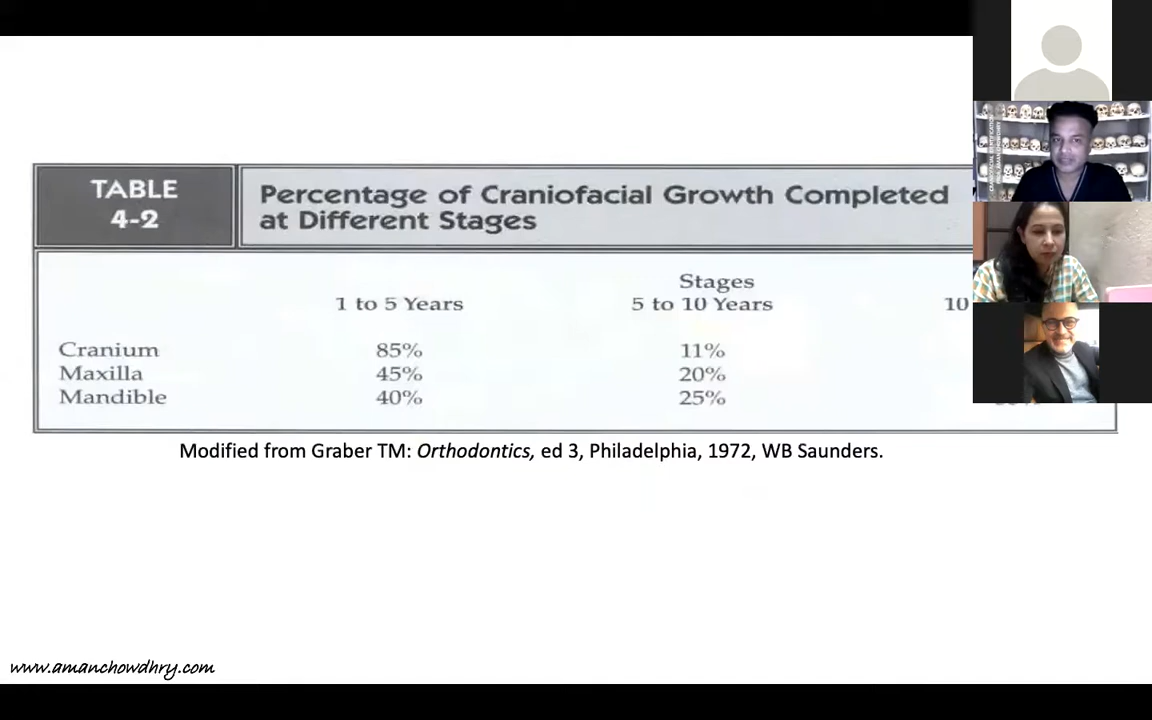 TABLE 4-2
Percentage of Craniofacial Growth Completed
at Different Stages
Stages
1 to 5 Years 5 to 10 Years 10
Cranium 85% 11%
Maxilla 45% 20%
Mandible 40% 25%
Modified from Graber TM: Orthodontics, ed 3, Philadelphia, 1972, WB Saunders.
www.amanchowdhry.com